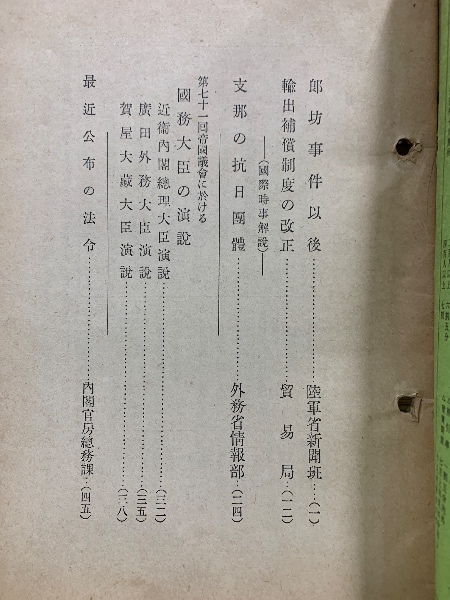 郎坊事件以後…………陸軍省新聞班…(一)
輸出補償制度の改正…………貿易局…(一二)
――(國際時事解說)――
支那の抗日團體…………外務省情報部…(二四)
第七十一回帝國議會に於ける
國務大臣の演說
近衞內閣總理大臣演說…………(三二)
廣田外務大臣演說…………(三五)
賀屋大藏大臣演說…………(三八)
最近公布の法令…………內閣官房總務課…(四五)